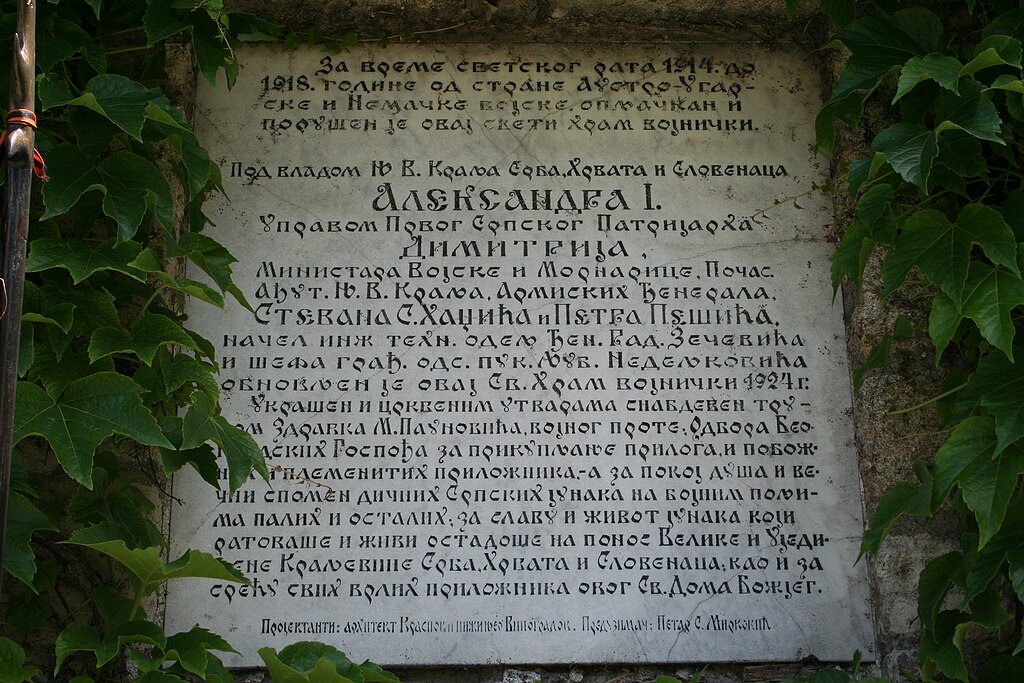 За време светског рата 1914. до
1918. године од стране Аустро-Угар-
ске и Немачке војске, опљачкан и
порушен је овај свети храм војнички.
Под владом Њ. В. Краља Срба, Хрвата и Словенаца
Александра I.
Управом Првог Српског Патријарха
Димитрија,
Министара Војске и Морнарице, Почас.
Ађут. Њ. В. Краља, Армиских Ђенерала,
Стевана С. Хаџића и Петра Пешића,
начел инж техн. одељ Ђен. Рад. Зечевића
и шефа грађ. одс. пук. Љуб. Недељковића
обновљен је овај Св. Храм војнички 1924 г.
Украшен и црквеним утварама снабдевен тру-
ом Здравка М. Пауновића, војног проте, Одбора Бео-
дских Госпођа за прикупљање прилога, и побож-
и племенитих приложника,-а за покој душа и ве-
чни спомен дичних Српских јунака на бојним пољи-
ма палих и осталих, за славу и живот јунака који
ратоваше и живи остадоше на понос Велике и Уједи-
ене Краљевине Срба, Хрвата и Словенаца, као и за
срећу свих врлих приложника овог Св. Дома Божјег.
Пројектанти: архитект Краснов и инжињер Виноградов. Предузимач: Петар С. Мирковић